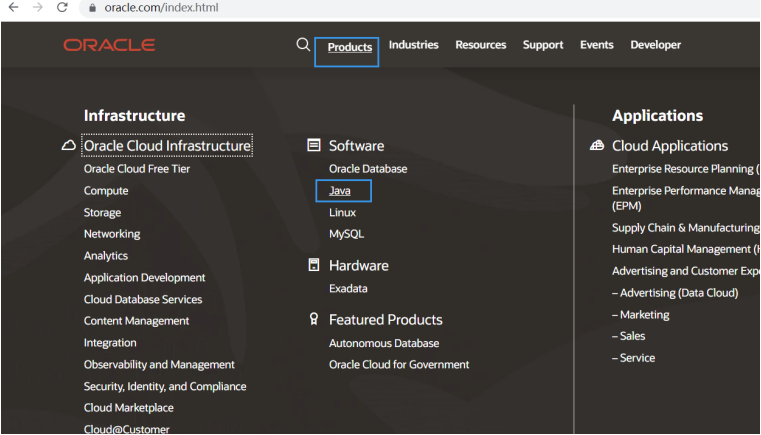 oracle.com/index.html
ORACLE
Products Industries Resources Support Events Developer
Infrastructure
Oracle Cloud Infrastructure
Oracle Cloud Free Tier
Compute
Storage
Networking
Analytics
Application Development
Cloud Database Services
Content Management
Integration
Observability and Management
Security, Identity, and Compliance
Cloud Marketplace
Cloud@Customer
Software
Oracle Database
Java
Linux
MySQL
Hardware
Exadata
Featured Products
Autonomous Database
Oracle Cloud for Government
Applications
Cloud Applications
Enterprise Resource Planning (
Enterprise Performance Manag
(EPM)
Supply Chain & Manufacturing
Human Capital Management (
Advertising and Customer Exp
– Advertising (Data Cloud)
– Marketing
– Sales
– Service